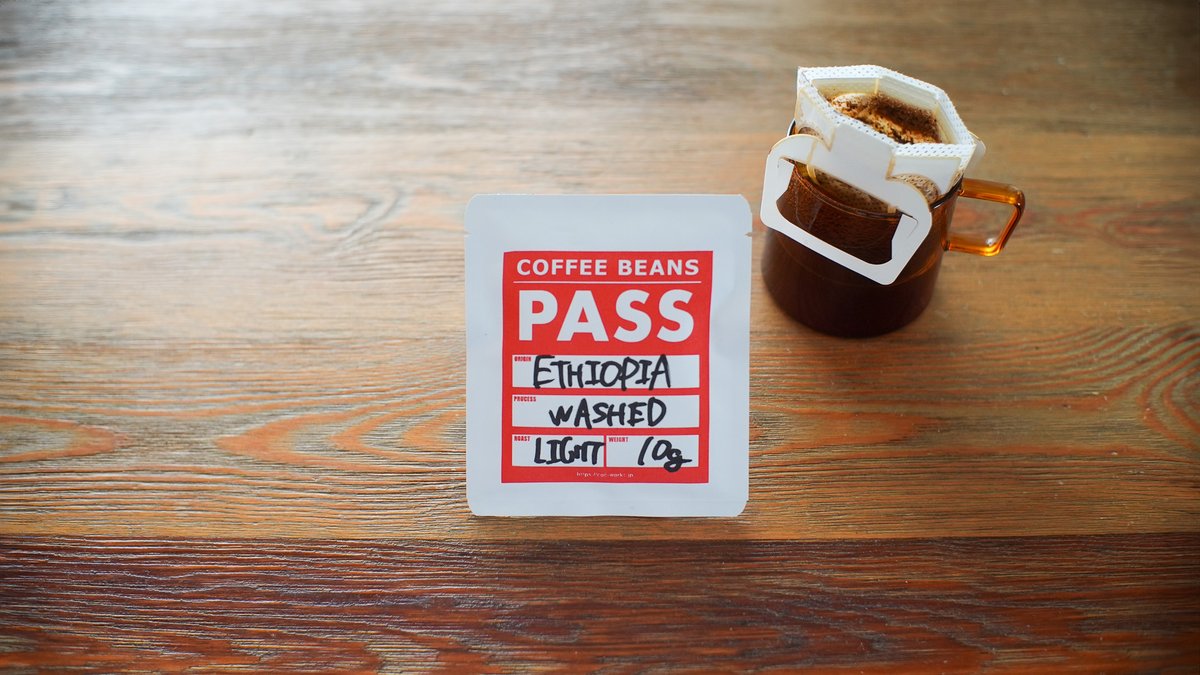 COFFEE BEANS
PASS
ORIGIN ETHIOPIA
PROCESS WASHED
ROAST LIGHT WEIGHT 10g